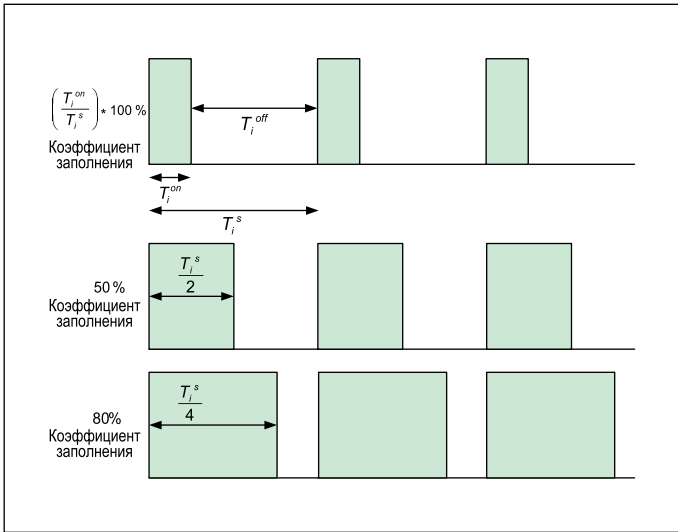 (T_i^on / T_i^s) * 100 %
Коэффициент
заполнения
T_i^off
T_i^on
T_i^s
T_i^s / 2
50 %
Коэффициент
заполнения
T_i^s / 4
80%
Коэффициент
заполнения